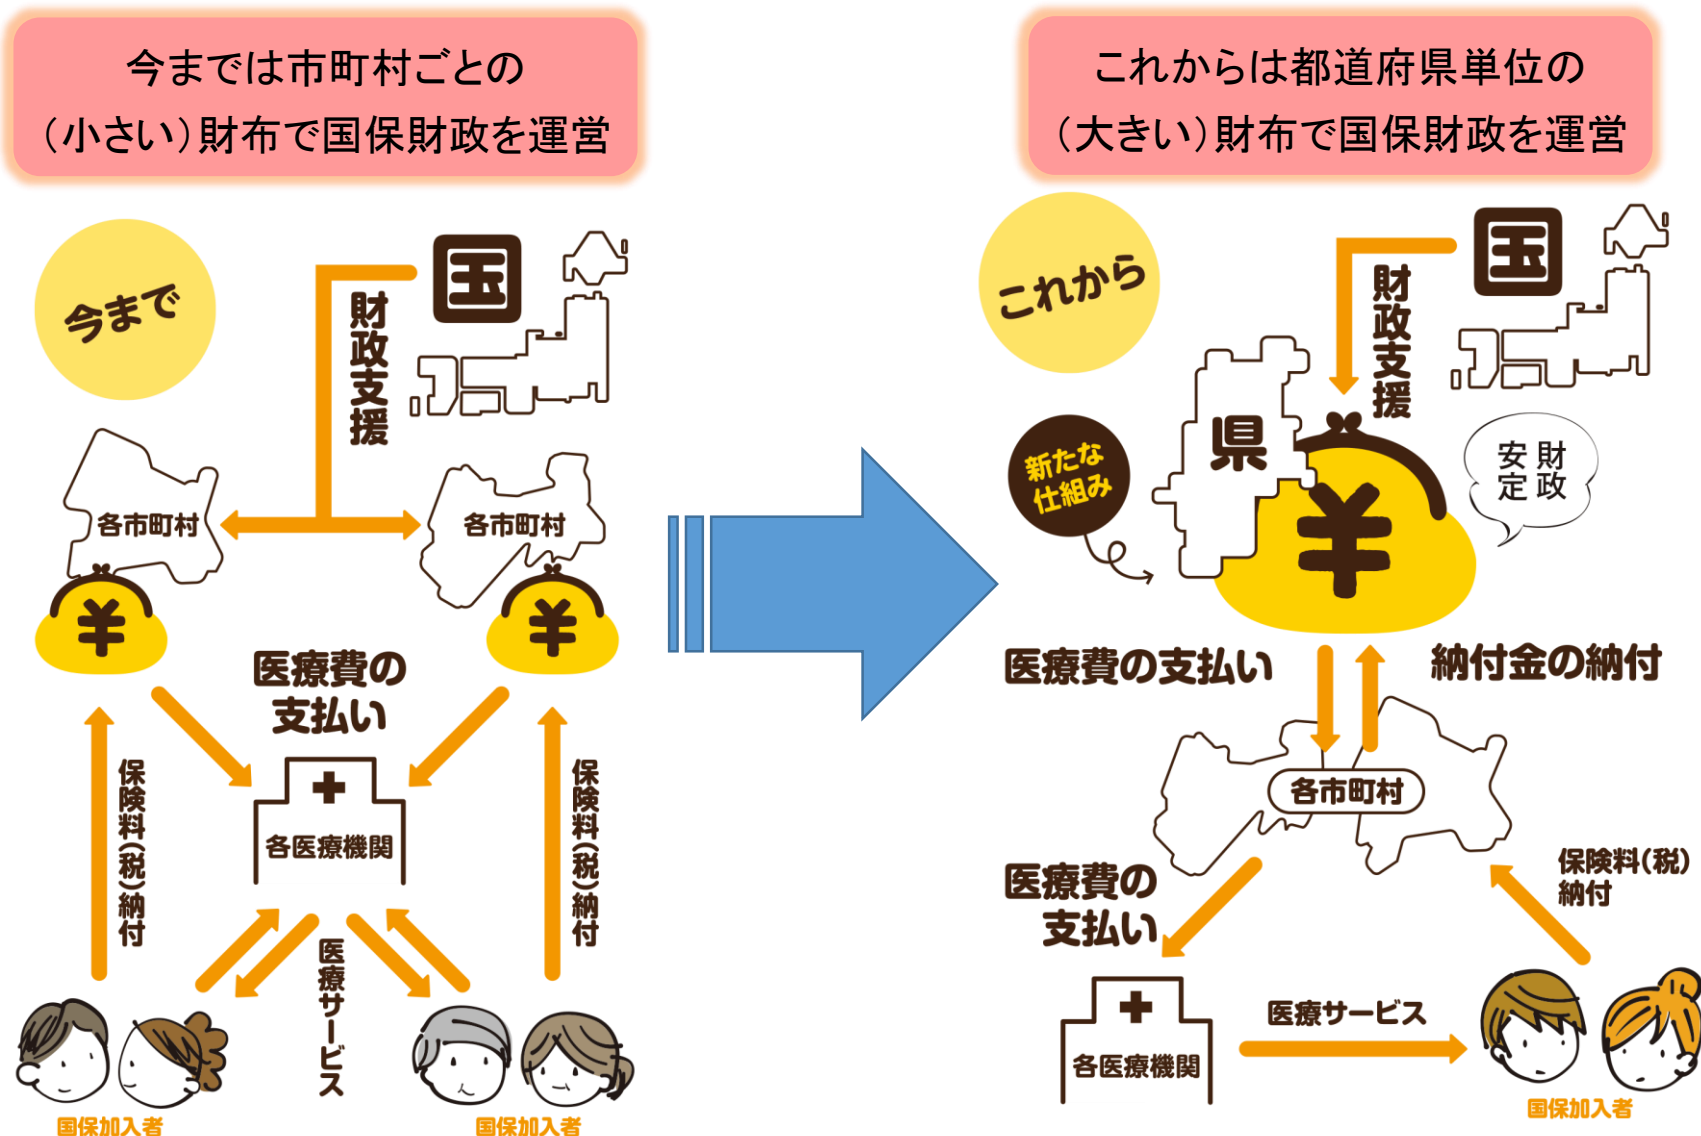 今までは市町村ごとの
（小さい）財布で国保財政を運営
今まで
国
財政支援
各市町村
各市町村
¥
¥
医療費の
支払い
保険料(税)納付
保険料(税)納付
各医療機関
医療サービス
国保加入者
国保加入者
これからは都道府県単位の
（大きい）財布で国保財政を運営
これから
国
財政支援
県
新たな
仕組み
¥
財政
安定
医療費の支払い
納付金の納付
各市町村
医療費の
支払い
保険料(税)
納付
各医療機関
医療サービス
国保加入者